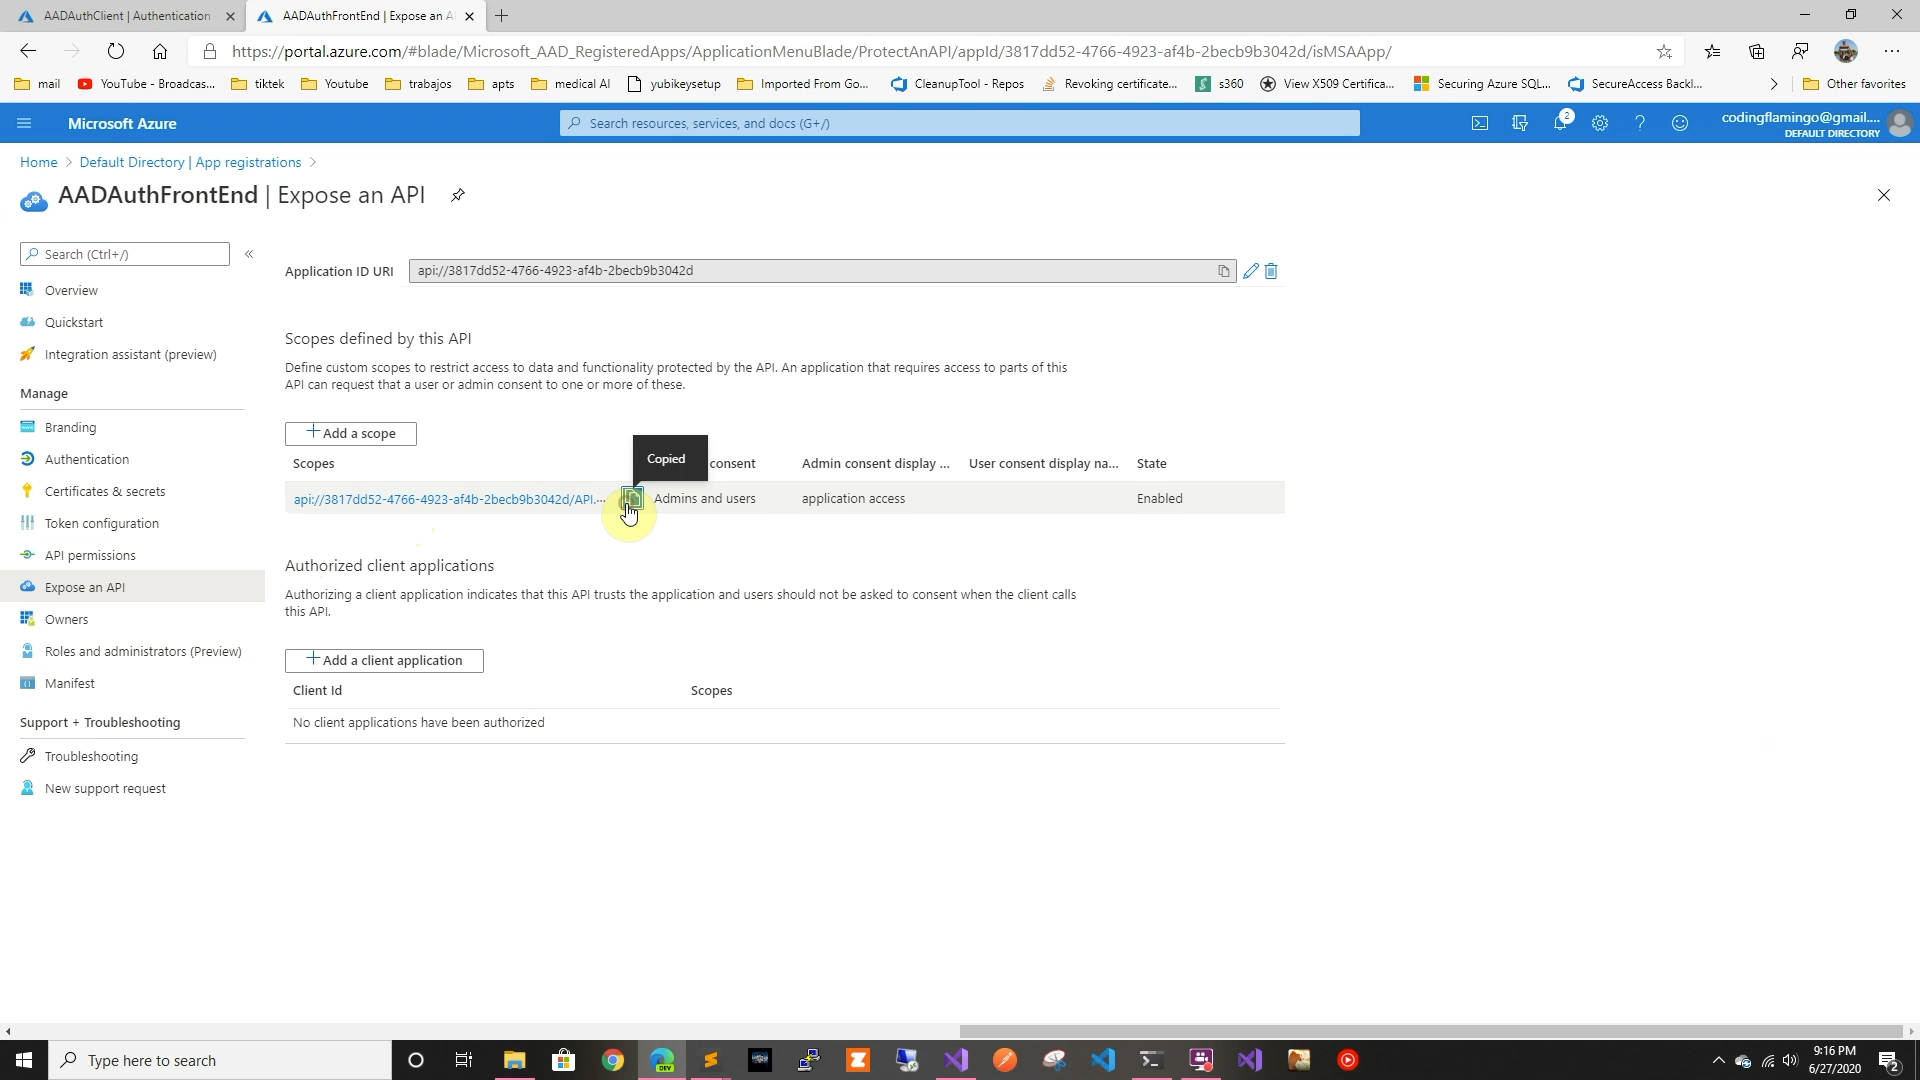 AADAuthClient | Authentication
AADAuthFrontEnd | Expose an A
https://portal.azure.com/#blade/Microsoft_AAD_RegisteredApps/ApplicationMenuBlade/ProtectAnAPI/appId/3817dd52-4766-4923-af4b-2becb9b3042d/isMSAApp/
mail
YouTube - Broadcas...
tiktek
Youtube
trabajos
apts
medical AI
yubikeysetup
Imported From Go...
CleanupTool - Repos
Revoking certificate...
s360
View X509 Certifica...
Securing Azure SQL...
SecureAccess Backl...
Other favorites
Microsoft Azure
Search resources, services, and docs (G+/)
2
codingflamingo@gmail....
DEFAULT DIRECTORY
Home > Default Directory | App registrations >
AADAuthFrontEnd | Expose an API
Search (Ctrl+/)
«
Overview
Quickstart
Integration assistant (preview)
Manage
Branding
Authentication
Certificates & secrets
Token configuration
API permissions
Expose an API
Owners
Roles and administrators (Preview)
Manifest
Support + Troubleshooting
Troubleshooting
New support request
Application ID URI
api://3817dd52-4766-4923-af4b-2becb9b3042d
Scopes defined by this API
Define custom scopes to restrict access to data and functionality protected by the API. An application that requires access to parts of this
API can request that a user or admin consent to one or more of these.
Add a scope
Copied
Scopes
consent
Admin consent display ...
User consent display na...
State
api://3817dd52-4766-4923-af4b-2becb9b3042d/API....
Admins and users
application access
Enabled
Authorized client applications
Authorizing a client application indicates that this API trusts the application and users should not be asked to consent when the client calls
this API.
Add a client application
Client Id
Scopes
No client applications have been authorized
Type here to search
DEV
9:16 PM
6/27/2020
2